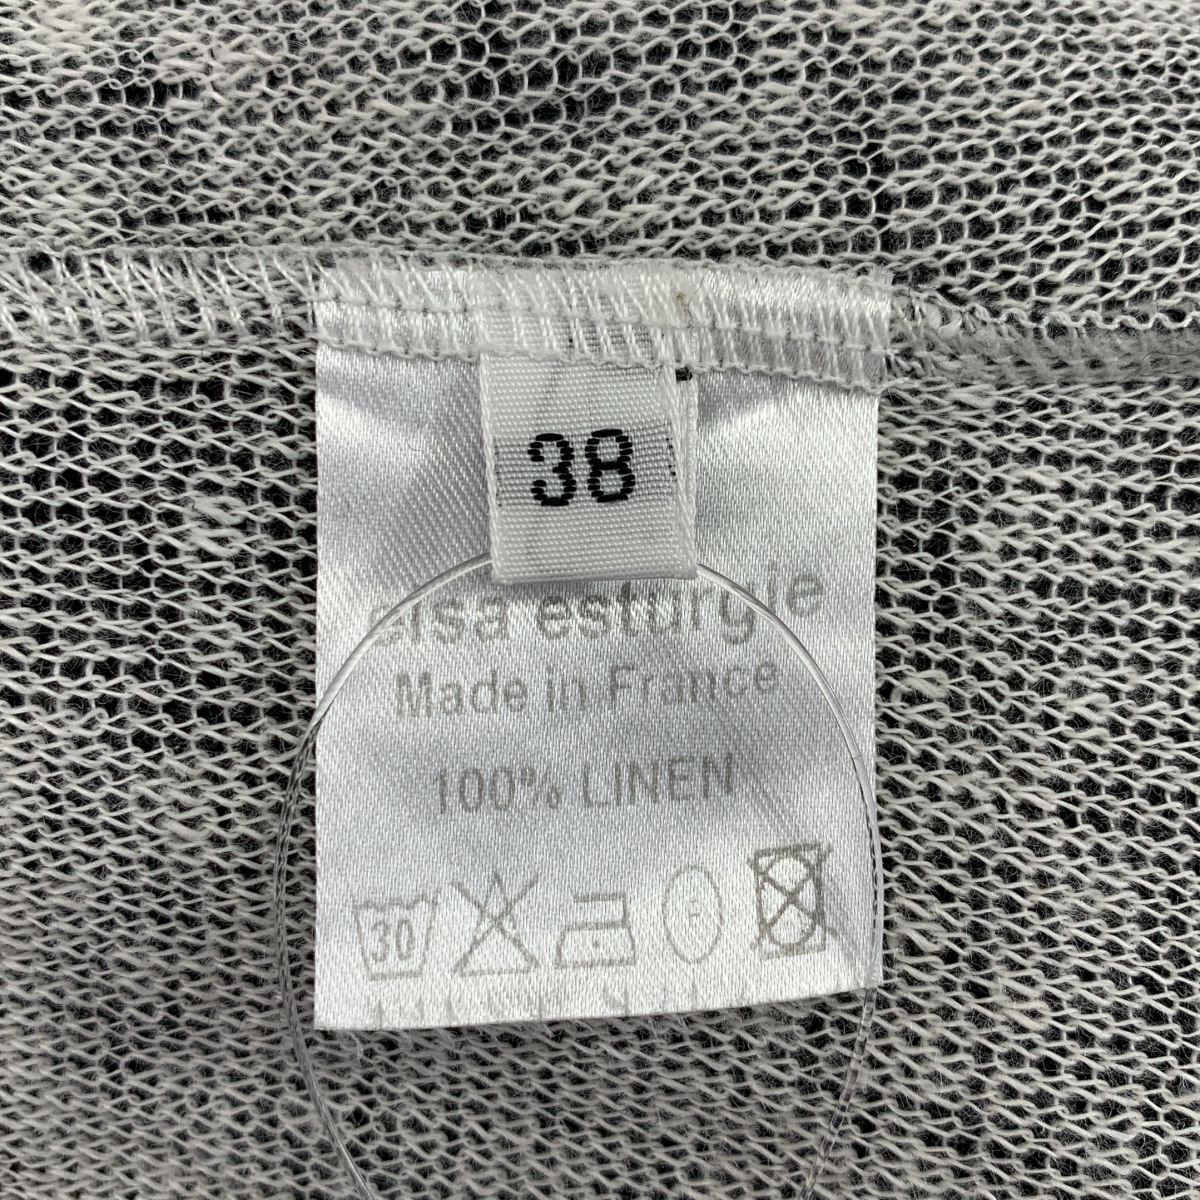 38
elsa esturgie
Made in France
100% LINEN
30